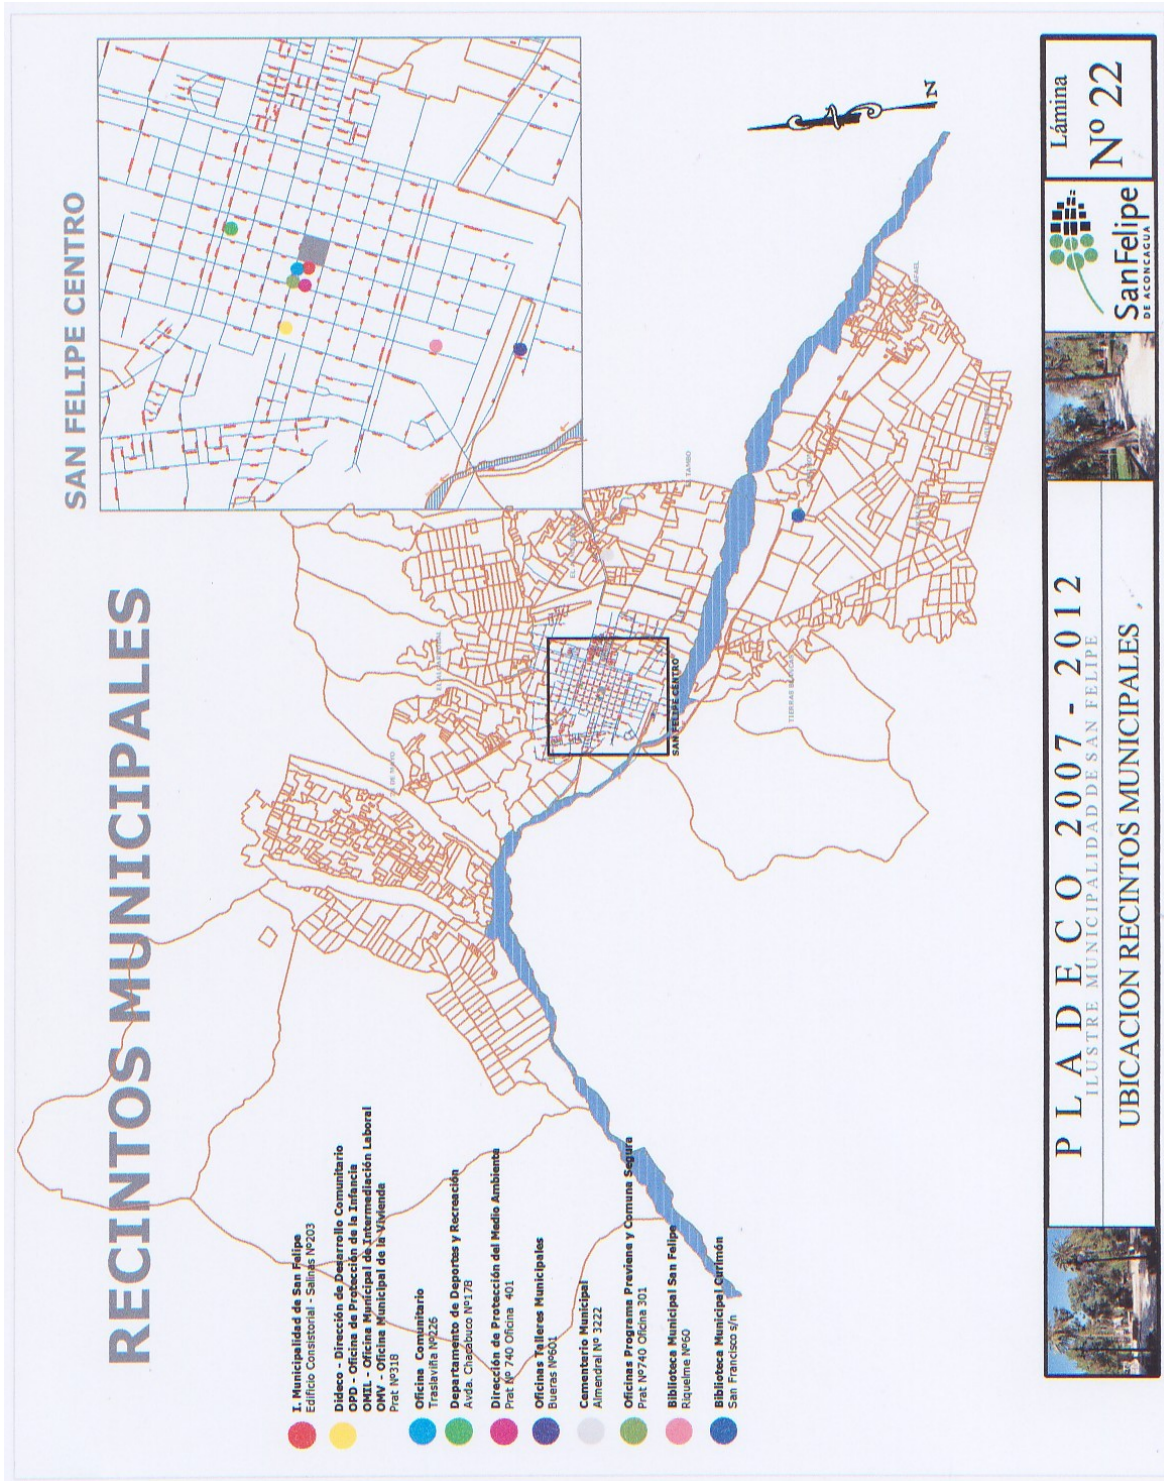 RECINTOS MUNICIPALES
SAN FELIPE CENTRO
I. Municipalidad de San Felipe
Edificio Consistorial - Salinas Nº203
Dideco - Dirección de Desarrollo Comunitario
OPD - Oficina de Protección de la Infancia
OMIL - Oficina Municipal de Intermediación Laboral
OMV - Oficina Municipal de la Vivienda
Prat Nº318
Oficina Comunitario
Traslaviña Nº226
Departamento de Deportes y Recreación
Avda. Chacabuco Nº178
Dirección de Protección del Medio Ambiente
Prat Nº 740 Oficina 401
Oficinas Talleres Municipales
Bueras Nº601
Cementerio Municipal
Almendral Nº 3222
Oficinas Programa Previene y Comuna Segura
Prat Nº740 Oficina 301
Biblioteca Municipal San Felipe
Riquelme Nº60
Biblioteca Municipal Curimón
San Francisco s/n
SAN FELIPE CENTRO
TAMBO
N
PLADECO 2007 - 2012
ILUSTRE MUNICIPALIDAD DE SAN FELIPE
UBICACION RECINTOS MUNICIPALES
San Felipe
DE ACONCAGUA
Lámina
Nº 22